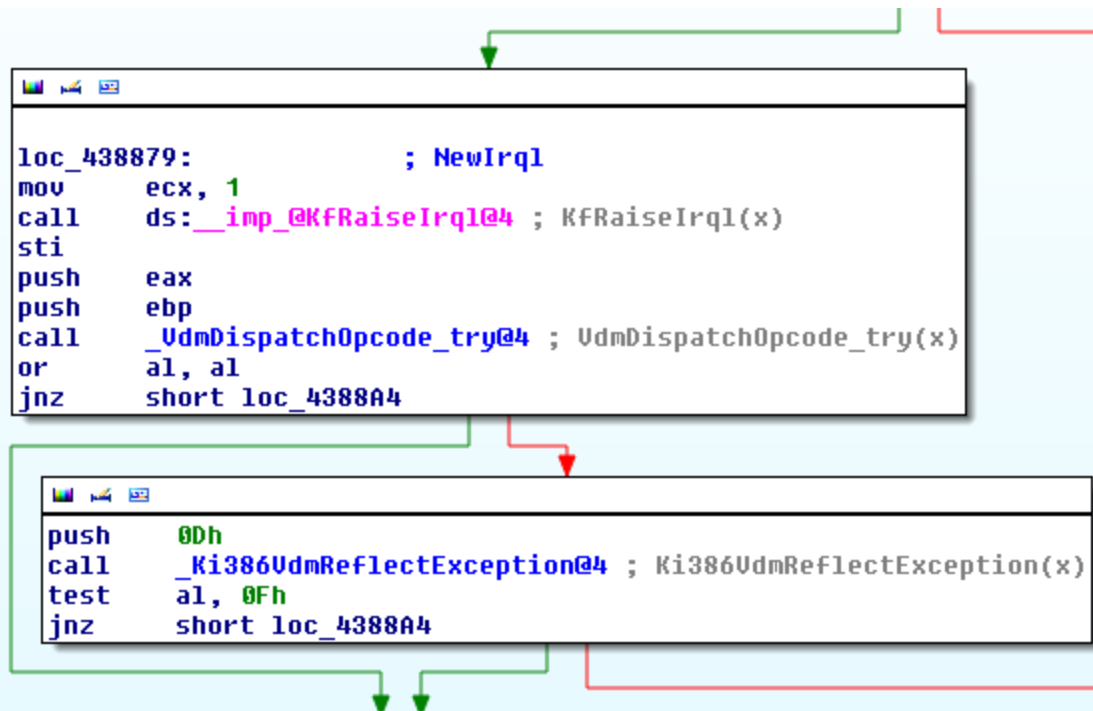 loc_438879: ; NewIrql
mov ecx, 1
call ds:__imp_@KfRaiseIrql@4 ; KfRaiseIrql(x)
sti
push eax
push ebp
call _VdmDispatchOpcode_try@4 ; VdmDispatchOpcode_try(x)
or al, al
jnz short loc_4388A4
push 0Dh
call _Ki386VdmReflectException@4 ; Ki386VdmReflectException(x)
test al, 0Fh
jnz short loc_4388A4